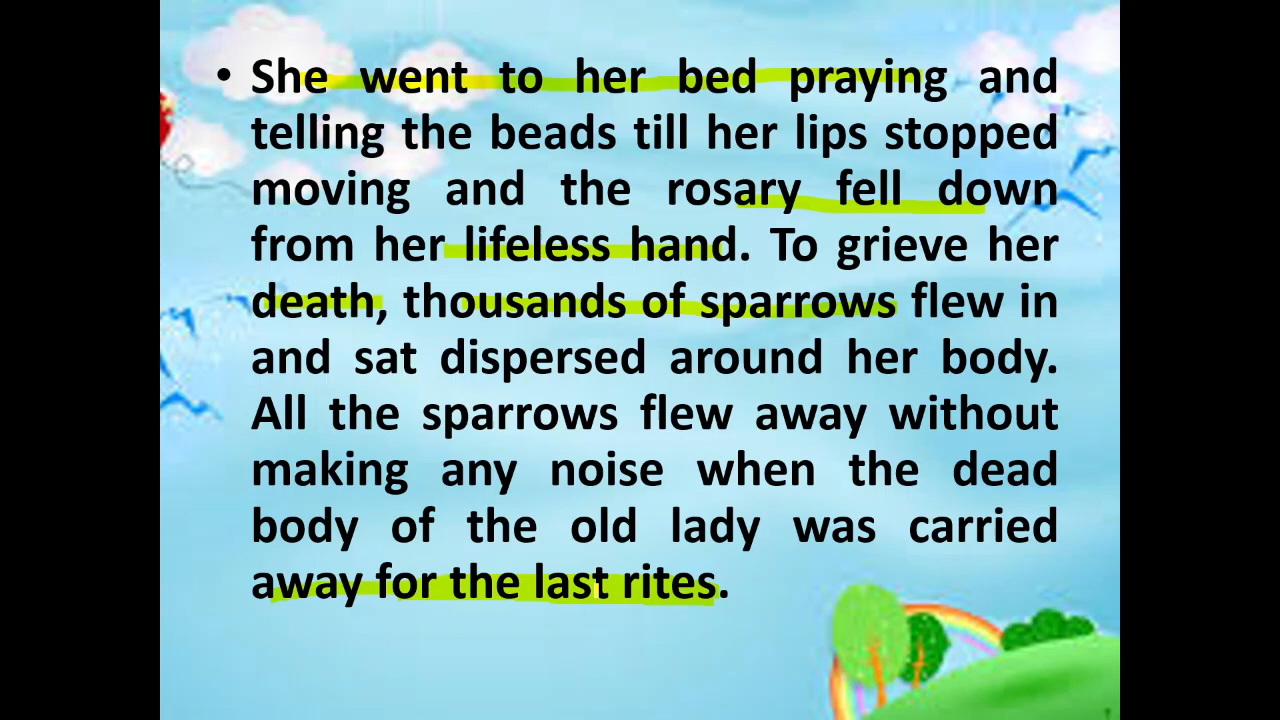 • She went to her bed praying and
telling the beads till her lips stopped
moving and the rosary fell down
from her lifeless hand. To grieve her
death, thousands of sparrows flew in
and sat dispersed around her body.
All the sparrows flew away without
making any noise when the dead
body of the old lady was carried
away for the last rites.